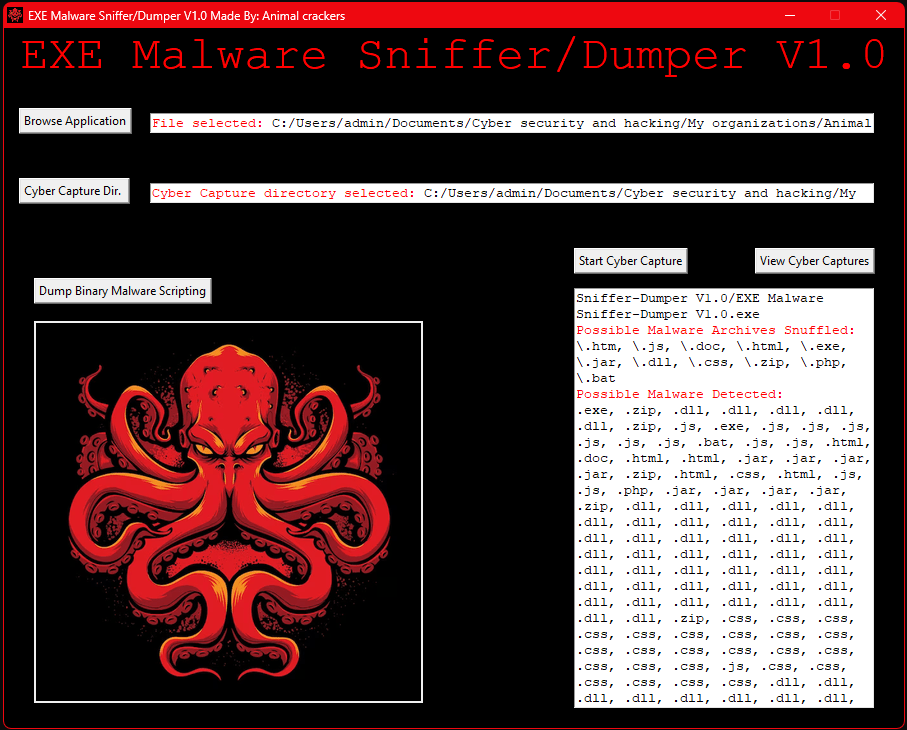 EXE Malware Sniffer/Dumper V1.0 Made By: Animal crackers
EXE Malware Sniffer/Dumper V1.0
Browse Application
File selected: C:/Users/admin/Documents/Cyber security and hacking/My organizations/Animal
Cyber Capture Dir.
Cyber Capture directory selected: C:/Users/admin/Documents/Cyber security and hacking/My
Start Cyber Capture
View Cyber Captures
Dump Binary Malware Scripting
Sniffer-Dumper V1.0/EXE Malware
Sniffer-Dumper V1.0.exe
Possible Malware Archives Snuffled:
\.htm, \.js, \.doc, \.html, \.exe,
\.jar, \.dll, \.css, \.zip, \.php,
\.bat
Possible Malware Detected:
.exe, .zip, .dll, .dll, .dll, .dll,
.dll, .zip, .js, .exe, .js, .js, .js,
.js, .js, .js, .bat, .js, .js, .html,
.doc, .html, .html, .jar, .jar, .jar,
.jar, .zip, .html, .css, .html, .js,
.js, .php, .jar, .jar, .jar, .jar,
.zip, .dll, .dll, .dll, .dll, .dll,
.dll, .dll, .dll, .dll, .dll, .dll,
.dll, .dll, .dll, .dll, .dll, .dll,
.dll, .dll, .dll, .dll, .dll, .dll,
.dll, .dll, .dll, .dll, .dll, .dll,
.dll, .dll, .dll, .dll, .dll, .dll,
.dll, .dll, .dll, .dll, .dll, .dll,
.dll, .dll, .zip, .css, .css, .css,
.css, .css, .css, .css, .css, .css,
.css, .css, .css, .css, .css, .css,
.css, .css, .css, .js, .css, .css,
.css, .css, .css, .css, .dll, .dll,
.dll, .dll, .dll, .dll, .dll, .dll,